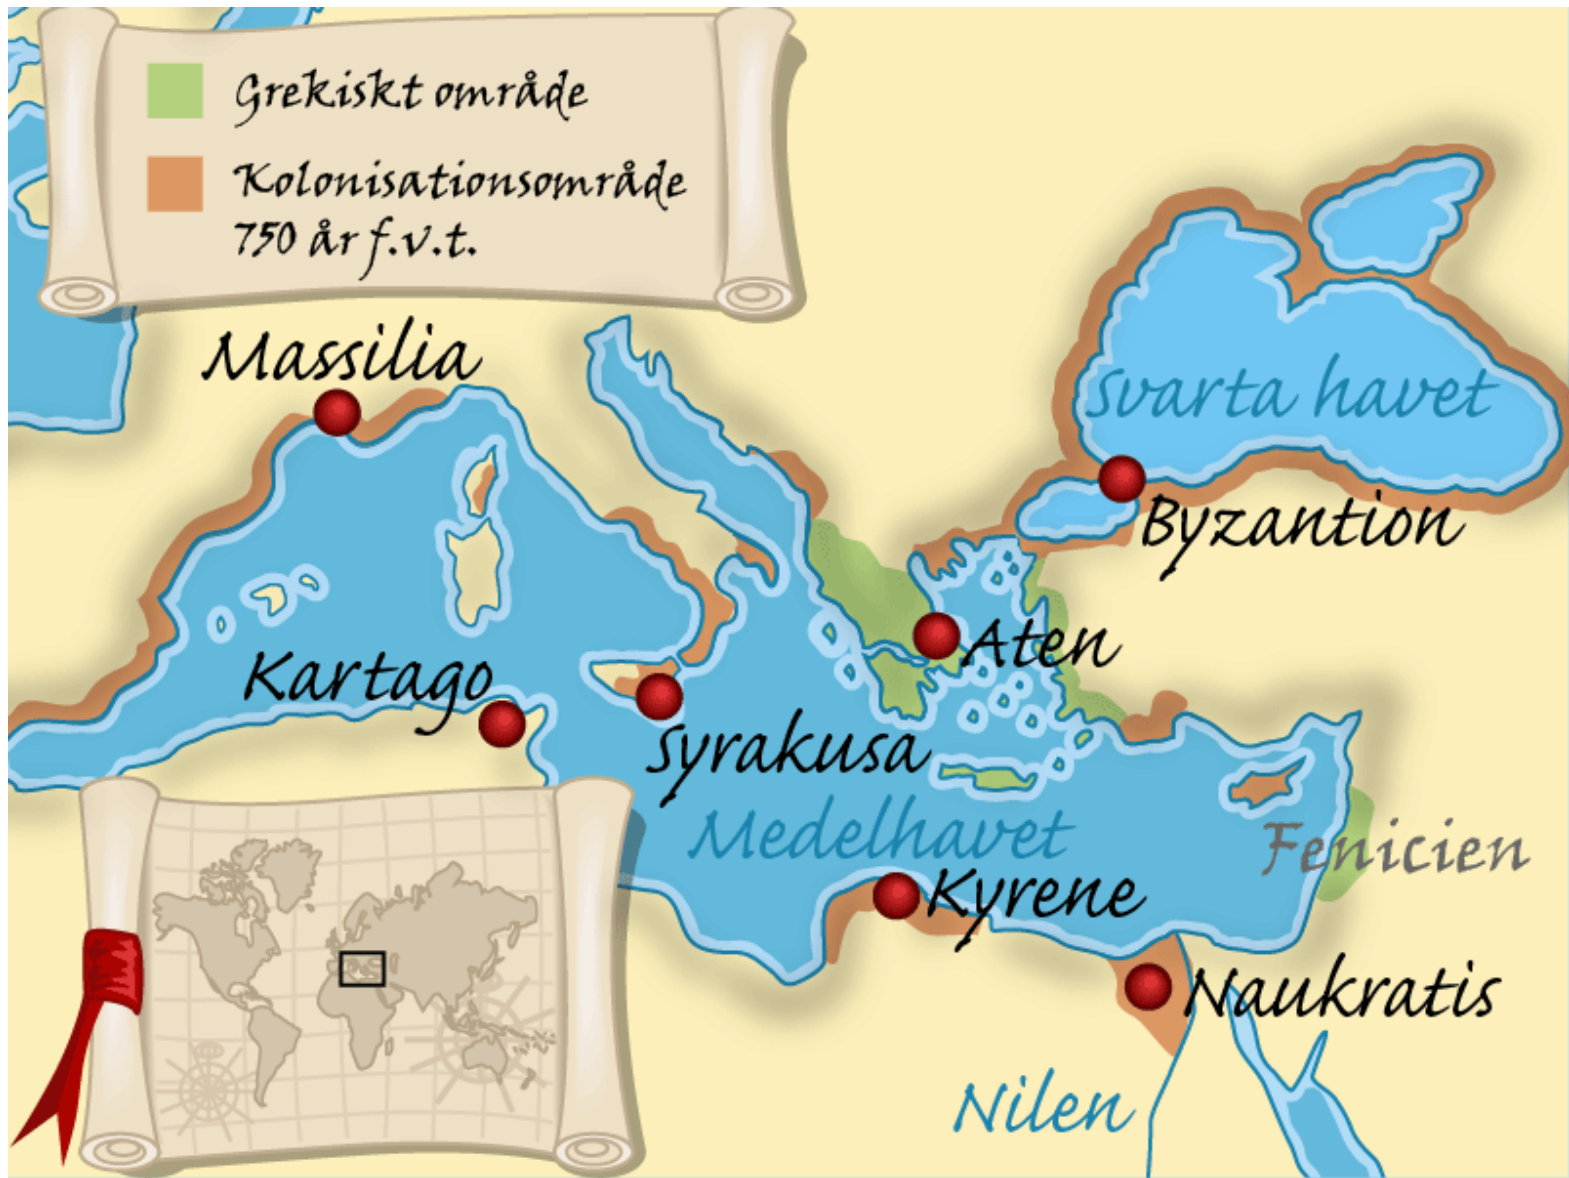 Grekiskt område
Kolonisationsområde
750 år f.v.t.
Massilia
Svarta havet
Byzantion
Aten
Kartago
Syrakusa
Medelhavet
Fenicien
Kyrene
Naukratis
Nilen